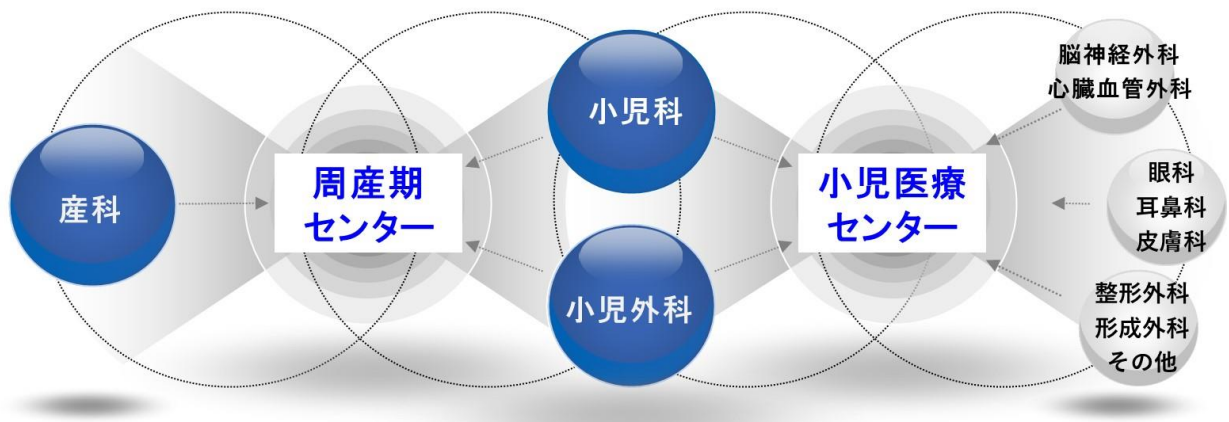 産科
周産期
センター
小児科
小児外科
小児医療
センター
脳神経外科
心臓血管外科
眼科
耳鼻科
皮膚科
整形外科
形成外科
その他